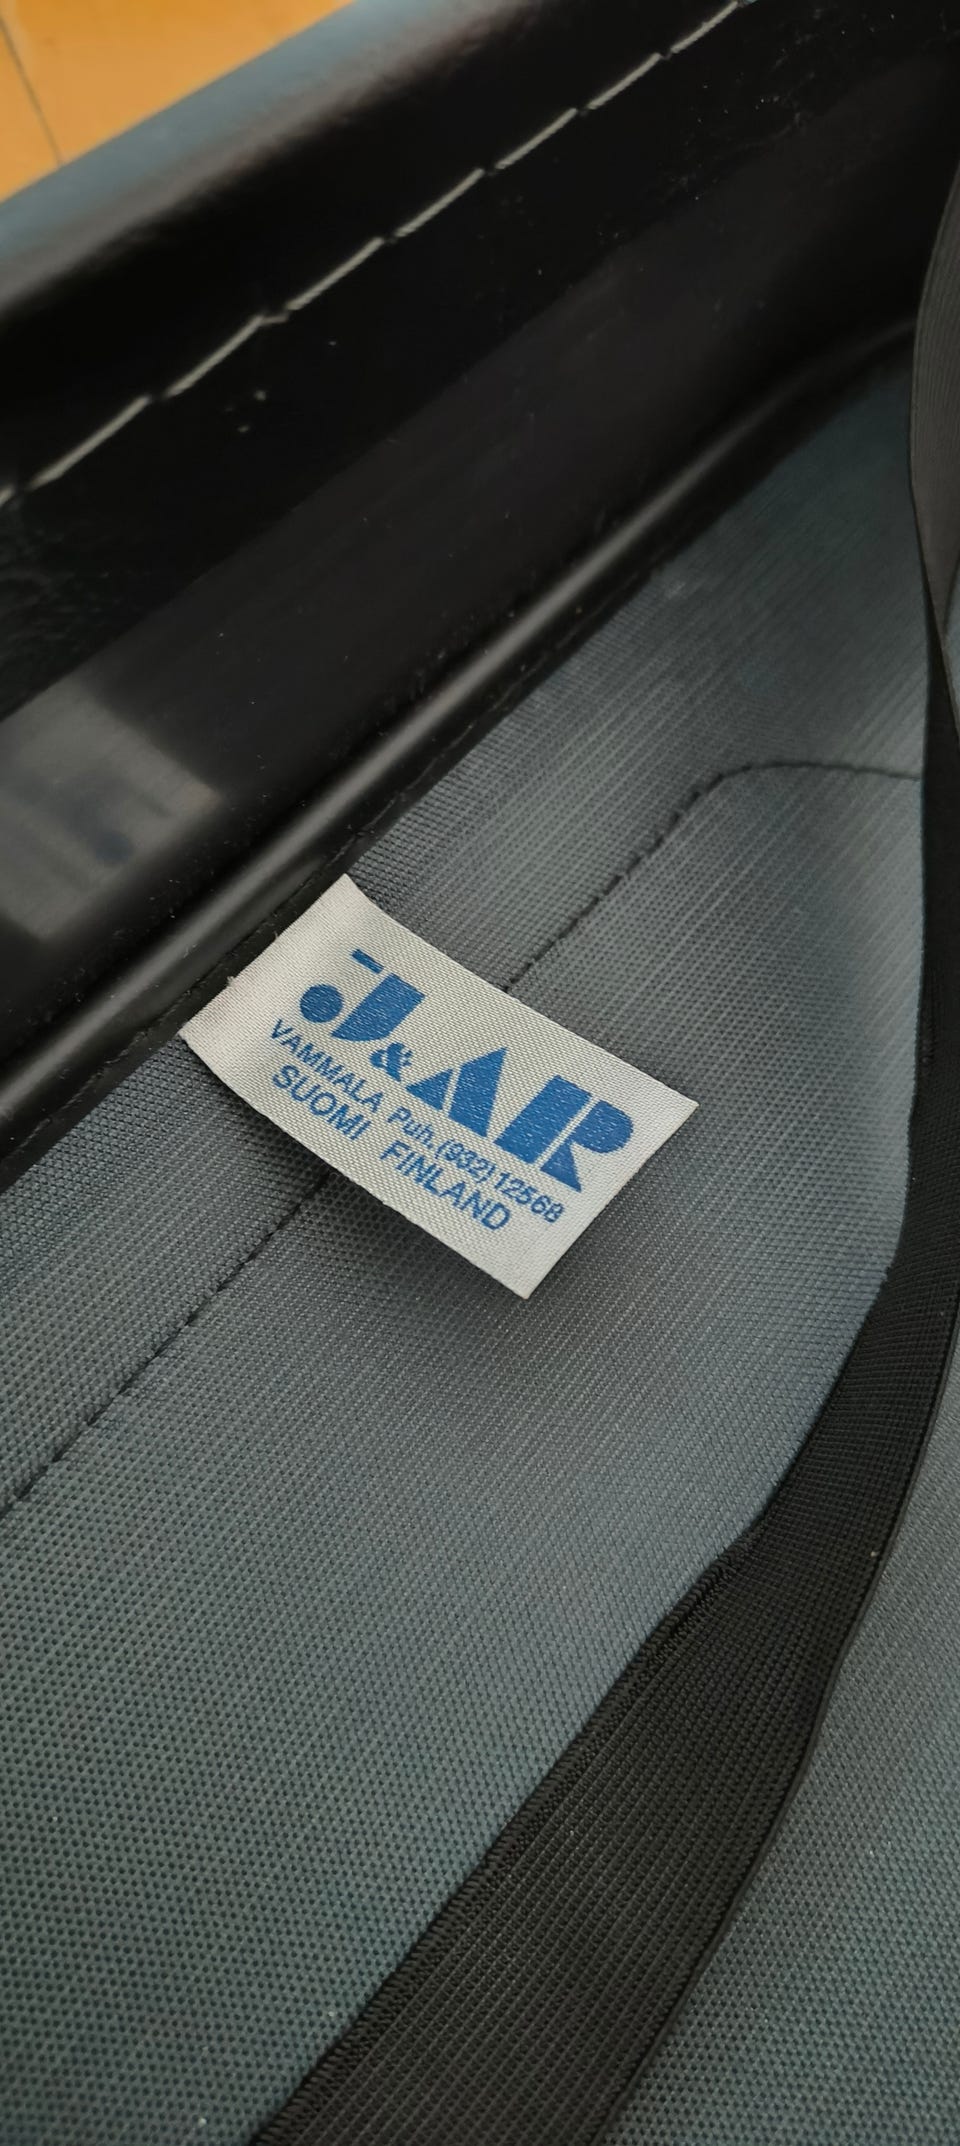 J&AR
VAMMALA Puh.(932)12568
SUOMI FINLAND